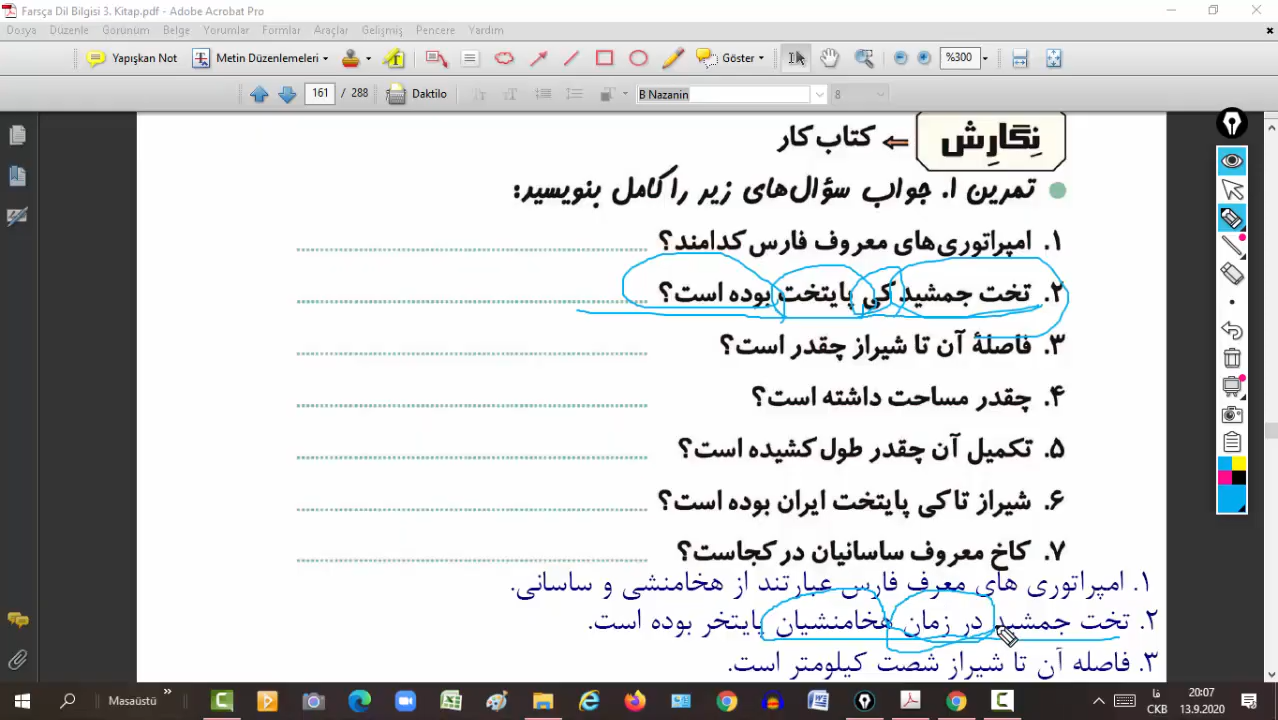 Farsça Dil Bilgisi 3. Kitap.pdf - Adobe Acrobat Pro
Dosya Düzenle Görünüm Belge Yorumlar Formlar Araçlar Gelişmiş Pencere Yardım
Yapışkan Not Metin Düzenlemeleri Göster %300
161 / 288 Daktilo B Nazanin 8
نِگارِش ⇐ کتاب کار
تمرین ۱. جواب سؤال‌های زیر را کامل بنویسید:
۱. امپراتوری‌های معروف فارس کدامند؟
۲. تخت جمشید کی پایتخت بوده است؟
۳. فاصلهٔ آن تا شیراز چقدر است؟
۴. چقدر مساحت داشته است؟
۵. تکمیل آن چقدر طول کشیده است؟
۶. شیراز تا کی پایتخت ایران بوده است؟
۷. کاخ معروف ساسانیان در کجاست؟
۱. امپراتوری های معرف فارس عبارتند از هخامنشی و ساسانی.
۲. تخت جمشید در زمان هخامنشیان پایتخر بوده است.
۳. فاصله آن تا شیراز شصت کیلومتر است.
Masaüstü
فا
CKB
20:07
13.9.2020